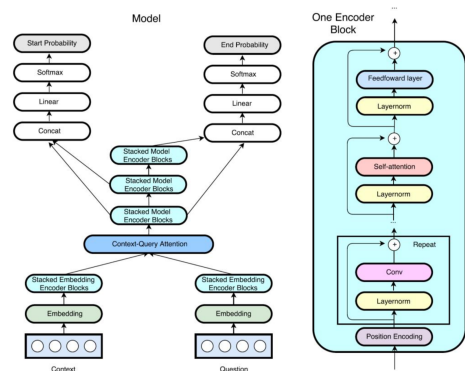 Model
Start Probability
Softmax
Linear
Concat
End Probability
Softmax
Linear
Concat
Stacked Model
Encoder Blocks
Stacked Model
Encoder Blocks
Stacked Model
Encoder Blocks
Context-Query Attention
Stacked Embedding
Encoder Blocks
Stacked Embedding
Encoder Blocks
Embedding
Embedding
Context
Question
One Encoder
Block
...
+
Feedfoward layer
Layernorm
+
Self-attention
Layernorm
...
+
Repeat
Conv
Layernorm
Position Encoding